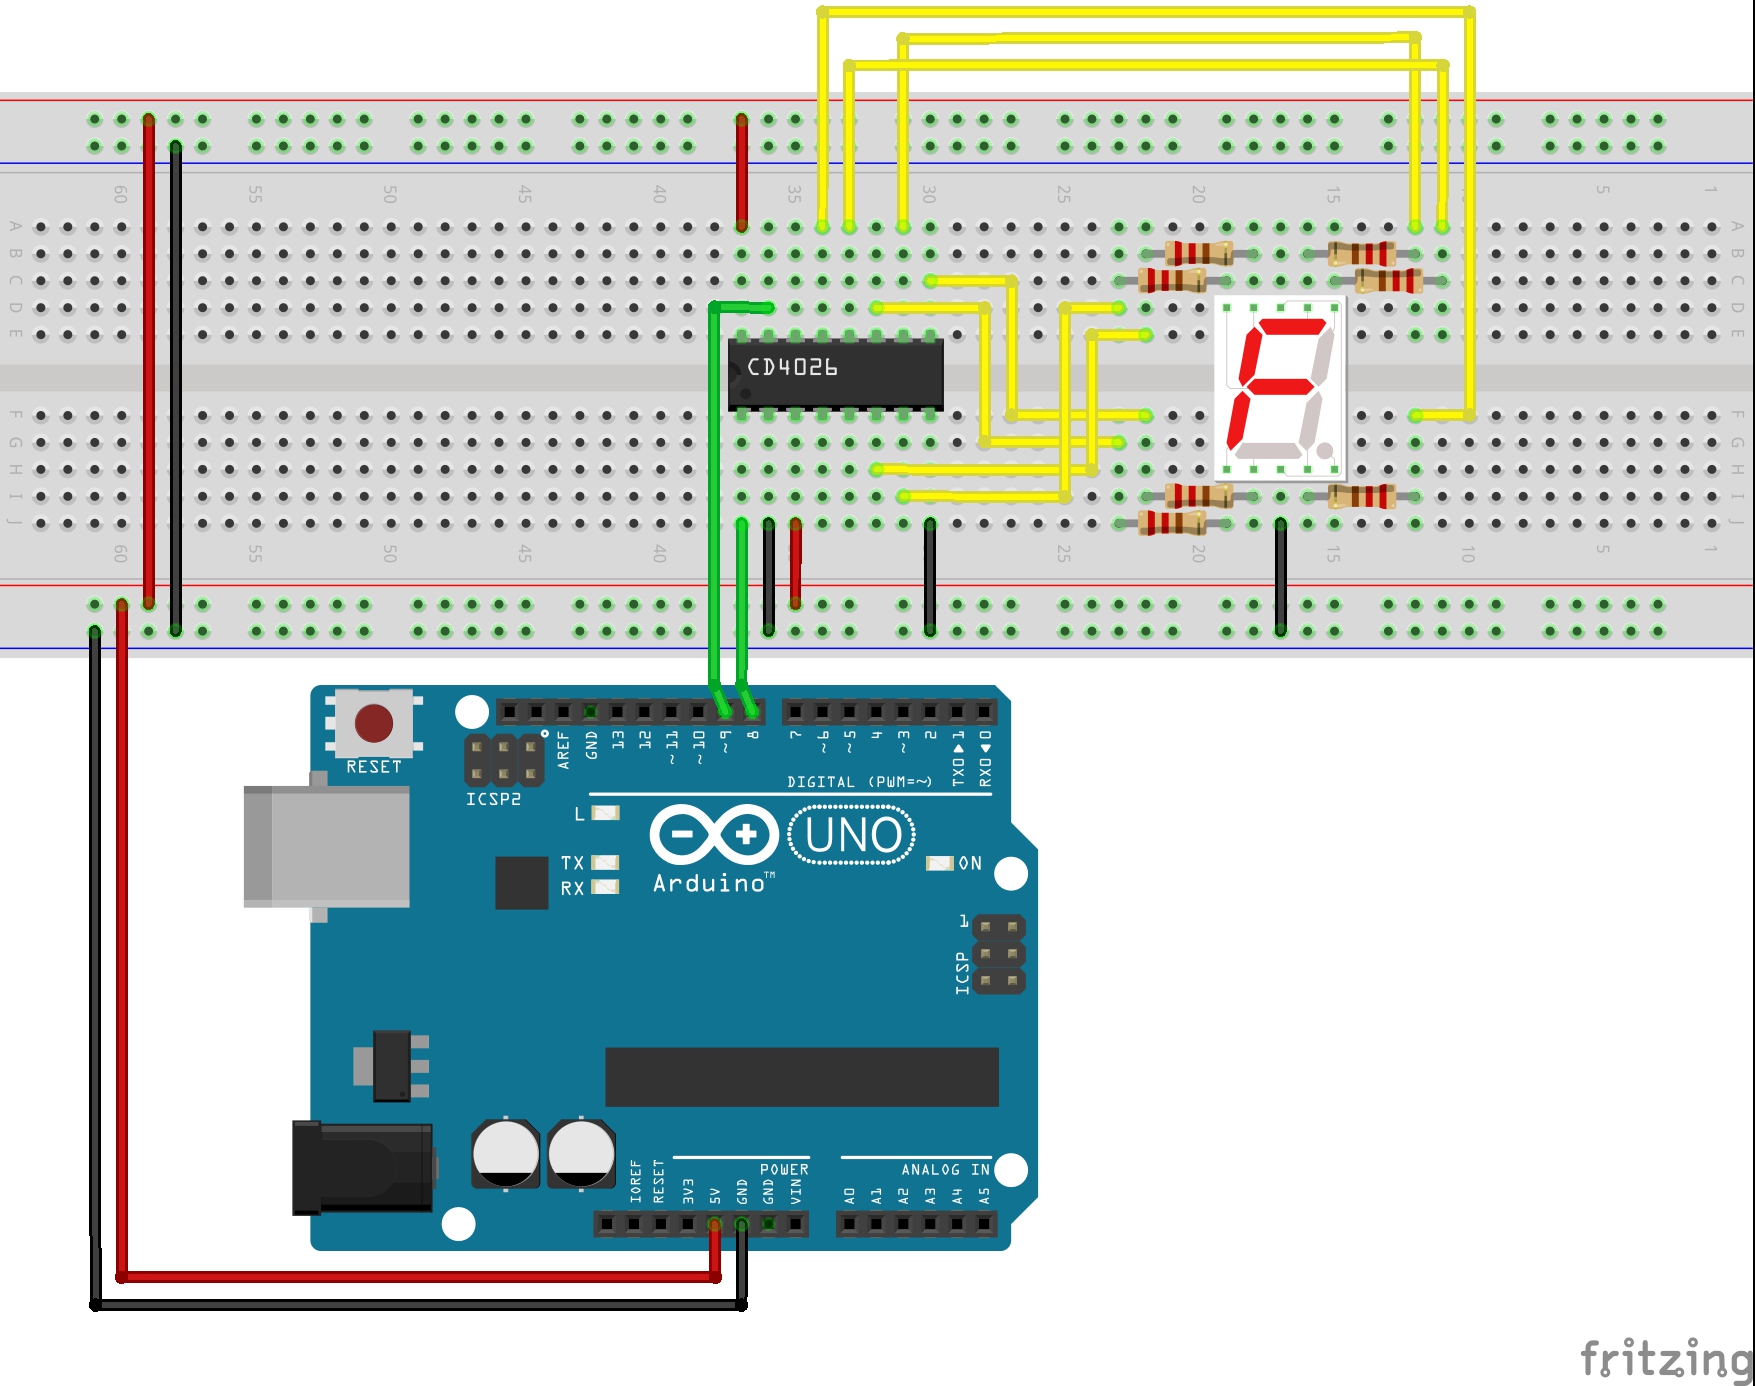 60 55 50 45 40 35 30 25 20 15 10 5 1
A A
B B
C C
D D
E E
CD4026
F F
G G
H H
I I
J J
60 55 50 45 40 25 20 15 10 5 1
RESET
ICSP2
AREF GND 13 12 ~11 ~10 ~9 8 7 ~6 ~5 4 ~3 2 TX0▶1 RX0◀0
DIGITAL (PWM=~)
L
TX
RX
UNO
Arduino™
ON
1
ICSP
POWER
ANALOG IN
IOREF RESET 3V3 5V GND GND VIN A0 A1 A2 A3 A4 A5
fritzing